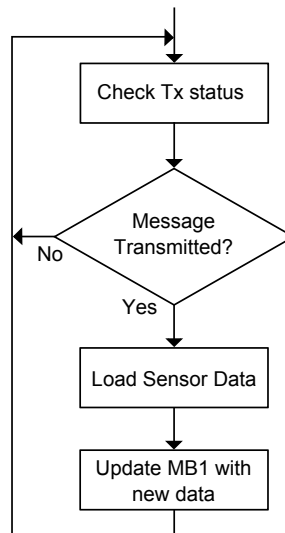 Check Tx status
Message
Transmitted?
No
Yes
Load Sensor Data
Update MB1 with
new data